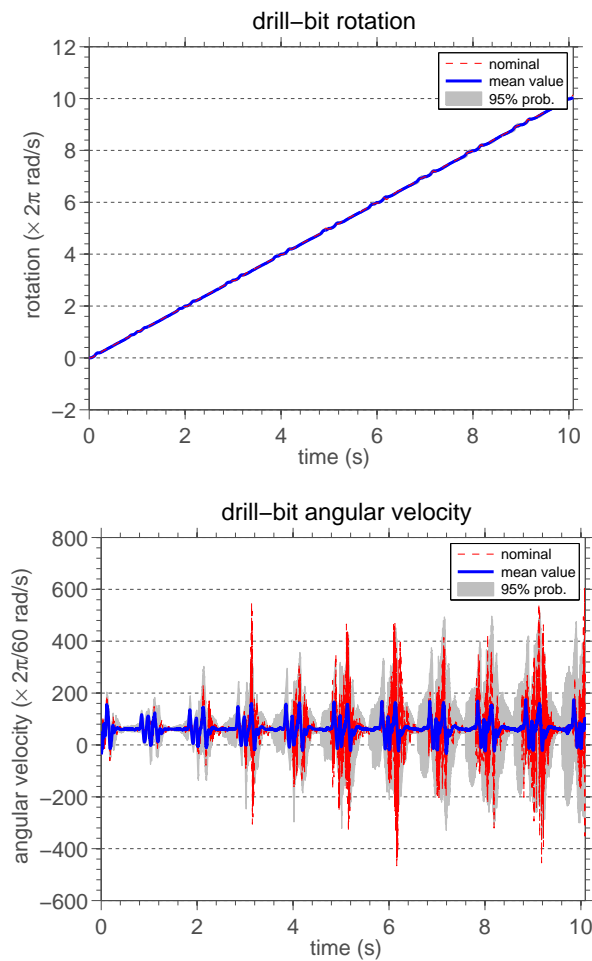 drill−bit rotation
12
10
8
6
4
2
0
−2
rotation (× 2π rad/s)
nominal
mean value
95% prob.
0
2
4
6
8
10
time (s)
drill−bit angular velocity
800
600
400
200
0
−200
−400
−600
angular velocity (× 2π/60 rad/s)
nominal
mean value
95% prob.
0
2
4
6
8
10
time (s)